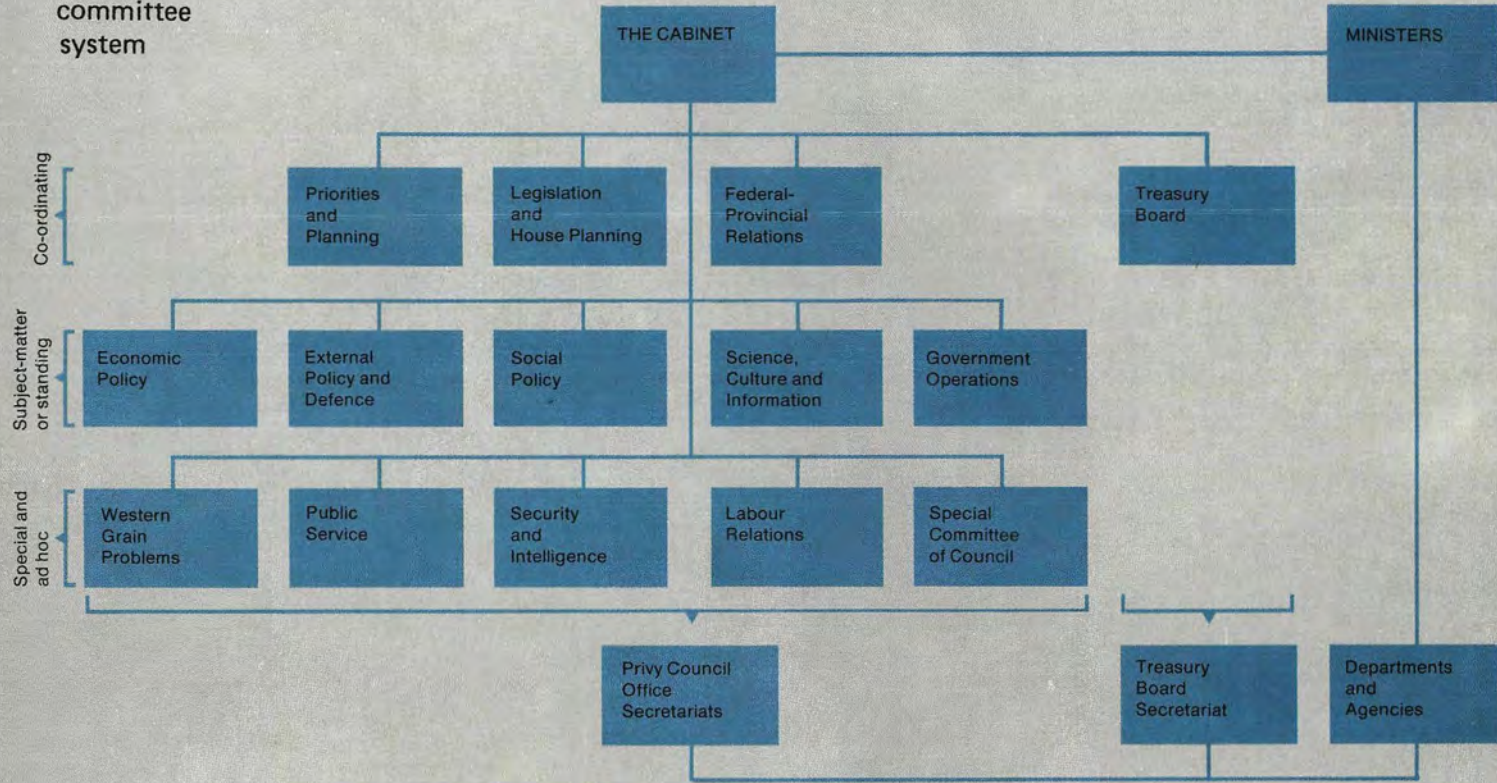 committee
system
THE CABINET
MINISTERS
Co-ordinating
Priorities
and
Planning
Legislation
and
House Planning
Federal-
Provincial
Relations
Treasury
Board
Subject-matter
or standing
Economic
Policy
External
Policy and
Defence
Social
Policy
Science,
Culture and
Information
Government
Operations
Special and
ad hoc
Western
Grain
Problems
Public
Service
Security
and
Intelligence
Labour
Relations
Special
Committee
of Council
Privy Council
Office
Secretariats
Treasury
Board
Secretariat
Departments
and
Agencies